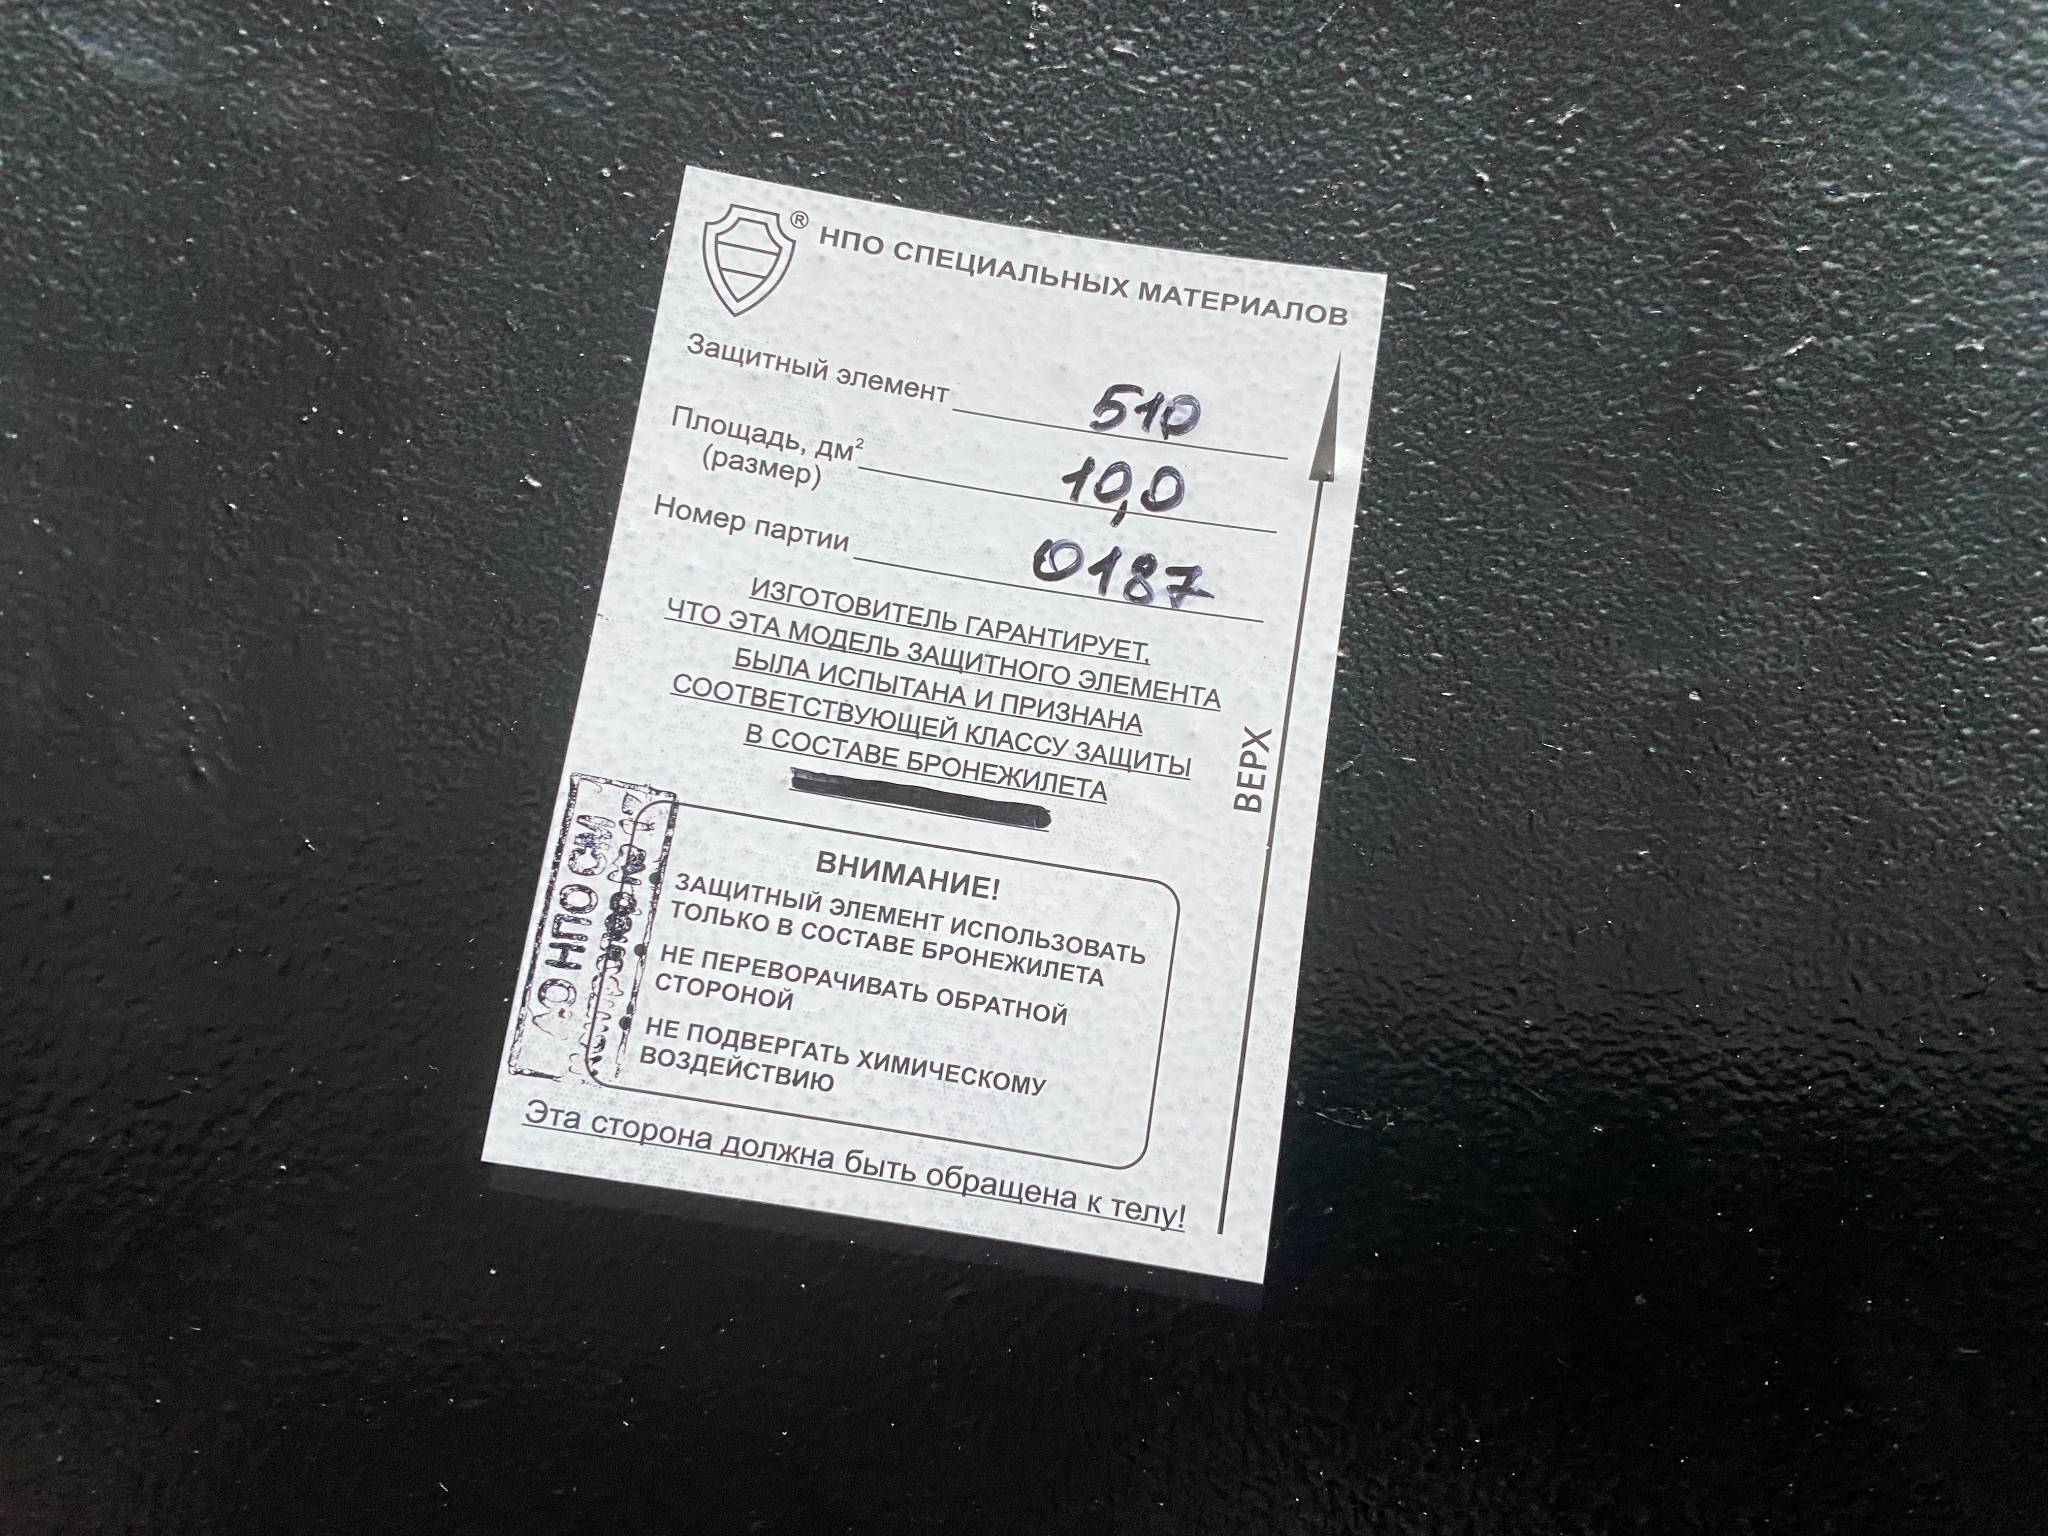 ® НПО СПЕЦИАЛЬНЫХ МАТЕРИАЛОВ
Защитный элемент 510
Площадь, дм² 10,0
(размер)
Номер партии 0187
ИЗГОТОВИТЕЛЬ ГАРАНТИРУЕТ,
ЧТО ЭТА МОДЕЛЬ ЗАЩИТНОГО ЭЛЕМЕНТА
БЫЛА ИСПЫТАНА И ПРИЗНАНА
СООТВЕТСТВУЮЩЕЙ КЛАССУ ЗАЩИТЫ
В СОСТАВЕ БРОНЕЖИЛЕТА
ВЕРХ
ВНИМАНИЕ!
• ЗАЩИТНЫЙ ЭЛЕМЕНТ ИСПОЛЬЗОВАТЬ
ТОЛЬКО В СОСТАВЕ БРОНЕЖИЛЕТА
• НЕ ПЕРЕВОРАЧИВАТЬ ОБРАТНОЙ
СТОРОНОЙ
• НЕ ПОДВЕРГАТЬ ХИМИЧЕСКОМУ
ВОЗДЕЙСТВИЮ
Эта сторона должна быть обращена к телу!
НПО СМ